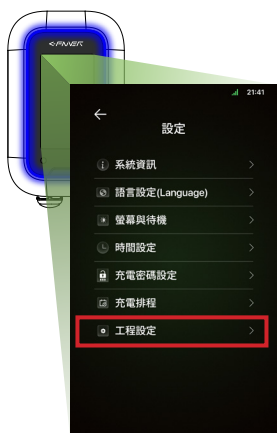 FIMER
21:41
設定
系統資訊
語言設定(Language)
螢幕與待機
時間設定
充電密碼設定
充電排程
工程設定